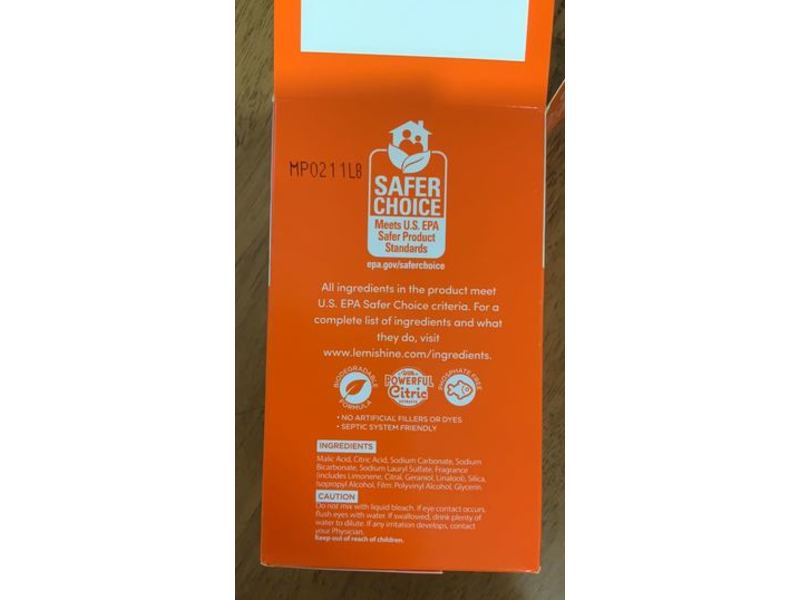 MP0211L8
SAFER
CHOICE
Meets U.S. EPA
Safer Product
Standards
epa.gov/saferchoice
All ingredients in the product meet
U.S. EPA Safer Choice criteria. For a
complete list of ingredients and what
they do, visit
www.lemishine.com/ingredients.
BIODEGRADABLE
FORMULA
OUR
POWERFUL
Citric
EXTRACTS
PHOSPHATE FREE
• NO ARTIFICIAL FILLERS OR DYES
• SEPTIC SYSTEM FRIENDLY
INGREDIENTS
Malic Acid, Citric Acid, Sodium Carbonate, Sodium
Bicarbonate, Sodium Lauryl Sulfate, Fragrance
(includes Limonene, Citral, Geraniol, Linalool), Silica,
Isopropyl Alcohol, Film: Polyvinyl Alcohol, Glycerin.
CAUTION
Do not mix with liquid bleach. If eye contact occurs,
flush eyes with water. If swallowed, drink plenty of
water to dilute. If any irritation develops, contact
your Physician.
Keep out of reach of children.